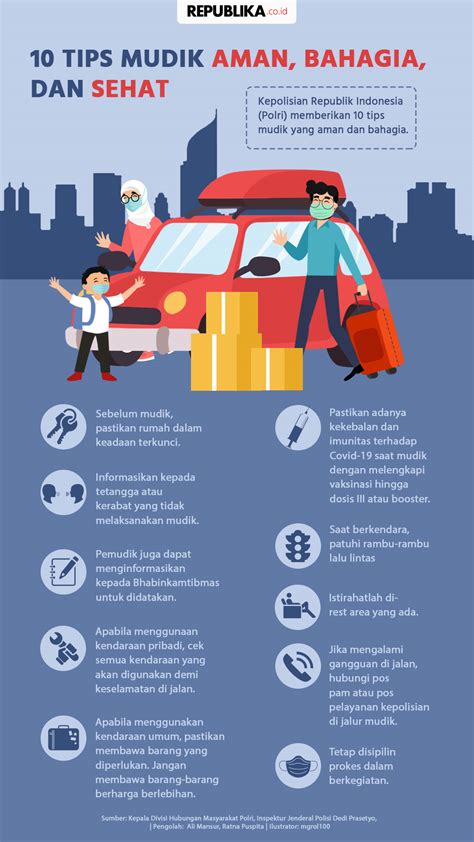 REPUBLIKA.co.id
10 TIPS MUDIK AMAN, BAHAGIA,
DAN SEHAT
Kepolisian Republik Indonesia
(Polri) memberikan 10 tips
mudik yang aman dan bahagia.
Sebelum mudik,
pastikan rumah dalam
keadaan terkunci.
Informasikan kepada
tetangga atau
kerabat yang tidak
melaksanakan mudik.
Pemudik juga dapat
menginformasikan
kepada Bhabinkamtibmas
untuk didatakan.
Apabila menggunaan
kendaraan pribadi, cek
semua kendaraan yang
akan digunakan demi
keselamatan di jalan.
Apabila menggunakan
kendaraan umum, pastikan
membawa barang yang
diperlukan. Jangan
membawa barang-barang
berharga berlebihan.
Pastikan adanya
kekebalan dan
imunitas terhadap
Covid-19 saat mudik
dengan melengkapi
vaksinasi hingga
dosis III atau booster.
Saat berkendara,
patuhi rambu-rambu
lalu lintas
Istirahatlah di-
rest area yang ada.
Jika mengalami
gangguan di jalan,
hubungi pos
pam atau pos
pelayanan kepolisian
di jalur mudik.
Tetap disipilin
prokes dalam
berkegiatan.
Sumber: Kepala Divisi Hubungan Masyarakat Polri, Inspektur Jenderal Polisi Dedi Prasetyo,
| Pengolah: Ali Mansur, Ratna Puspita | Ilustrator: mgrol100